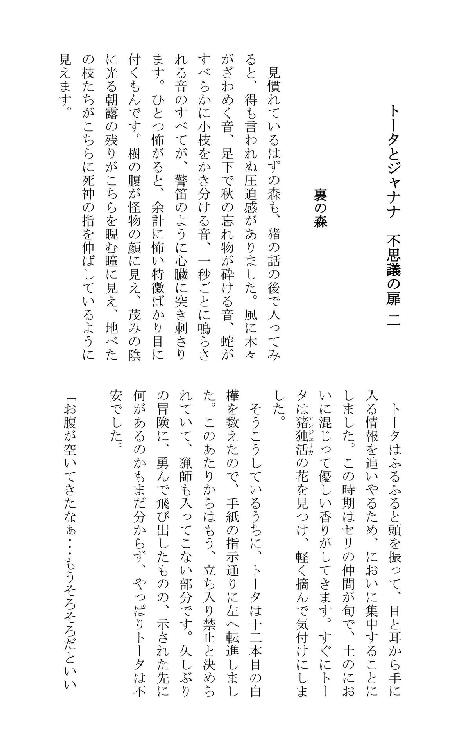 トータとジャナナ　不思議の扉 二
裏の森
見慣れているはずの森も、猪の話の後で入ってみ
ると、得も言われぬ圧迫感がありました。風に木々
がざわめく音、足下で秋の忘れ物が砕ける音、蛇が
すべらかに小枝をかき分ける音、一秒ごとに鳴らさ
れる音のすべてが、警笛のように心臓に突き刺さり
ます。ひとつ怖がると、余計に怖い特徴ばかり目に
付くもんです。樹の腹が怪物の顔に見え、茂みの陰
に光る朝露の残りがこちらを睨む瞳に見え、地べた
の枝たちがこちらに死神の指を伸ばしているように
見えます。
トータはふるふると頭を振って、目と耳から手に
入る情報を追いやるため、においに集中することに
しました。この時期はセリの仲間が旬で、土のにお
いに混じって優しい香りがしてきます。すぐにトー
タは猪独活の花を見つけ、軽く摘んで気付けにしま
した。
そうこうしているうちに、トータは十二本目の白
樺を数えたので、手紙の指示通りに左へ転進しまし
た。このあたりからはもう、立ち入り禁止と決めら
れていて、猟師も入ってこない部分です。久しぶり
の冒険に、勇んで飛び出したものの、示された先に
何があるのかもまだ分からず、やっぱりトータは不
安でした。
「お腹が空いてきたなぁ・・・もうそろそろだといい